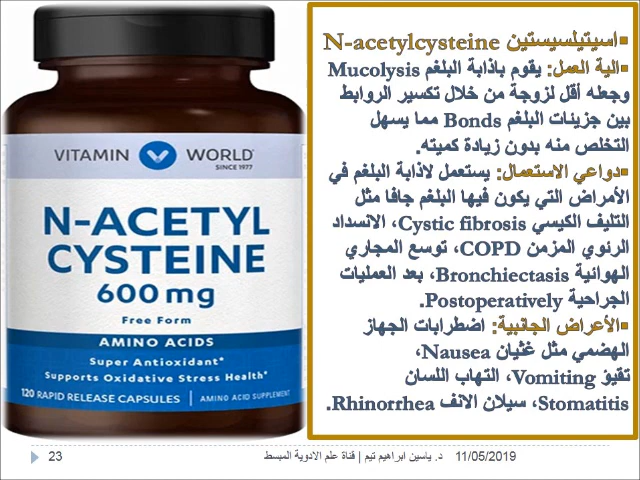 VITAMIN WORLD
SINCE 1977
N-ACETYL
CYSTEINE
600 mg
Free Form
AMINO ACIDS
Super Antioxidant*
Supports Oxidative Stress Health*
120 RAPID RELEASE CAPSULES | AMINO ACID SUPPLEMENT
▪اسيتيلسيستين N-acetylcysteine
▪الية العمل: يقوم باذابة البلغم Mucolysis
وجعله أقل لزوجة من خلال تكسير الروابط
بين جزيئات البلغم Bonds مما يسهل
التخلص منه بدون زيادة كميته.
▪دواعي الاستعمال: يستعمل لاذابة البلغم في
الأمراض التي يكون فيها البلغم جافا مثل
التليف الكيسي Cystic fibrosis، الانسداد
الرئوي المزمن COPD، توسع المجاري
الهوائية Bronchiectasis، بعد العمليات
الجراحية Postoperatively.
▪الأعراض الجانبية: اضطرابات الجهاز
الهضمي مثل غثيان Nausea،
تقيؤ Vomiting، التهاب اللسان
Stomatitis، سيلان الانف Rhinorrhea.
23 د. ياسين ابراهيم تيم | قناة علم الادوية المبسط 11/05/2019